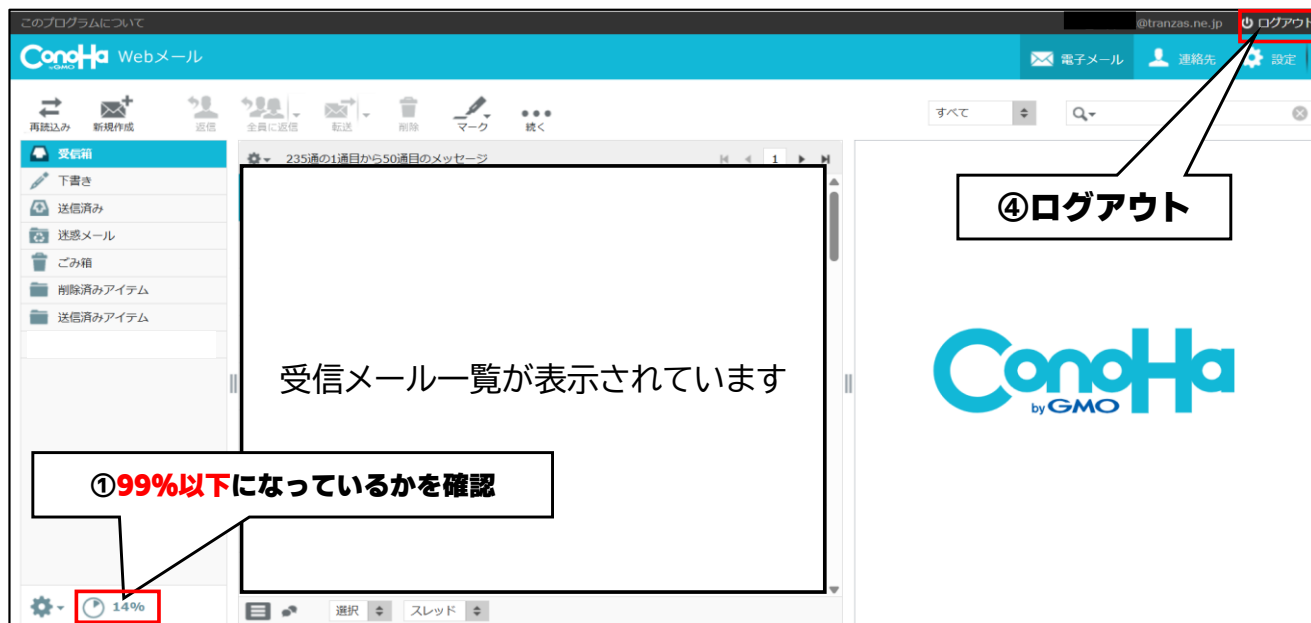 このプログラムについて
@tranzas.ne.jp ログアウト
ConoHa by GMO Webメール
電子メール 連絡先 設定
再読込み 新規作成 返信 全員に返信 転送 削除 マーク 続く
すべて
受信箱
235通の1通目から50通目のメッセージ 1
下書き
送信済み
迷惑メール
ごみ箱
削除済みアイテム
送信済みアイテム
④ログアウト
受信メール一覧が表示されています
ConoHa
by GMO
①99%以下になっているかを確認
14%
選択 スレッド